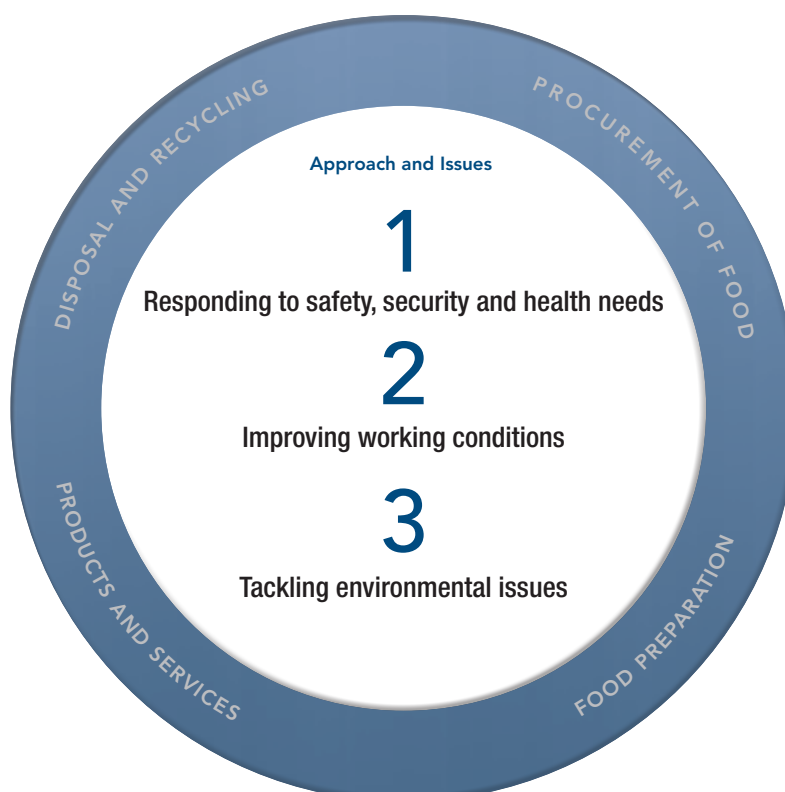 DISPOSAL AND RECYCLING
PROCUREMENT OF FOOD
Approach and Issues
1
Responding to safety, security and health needs
2
Improving working conditions
3
Tackling environmental issues
PRODUCTS AND SERVICES
FOOD PREPARATION